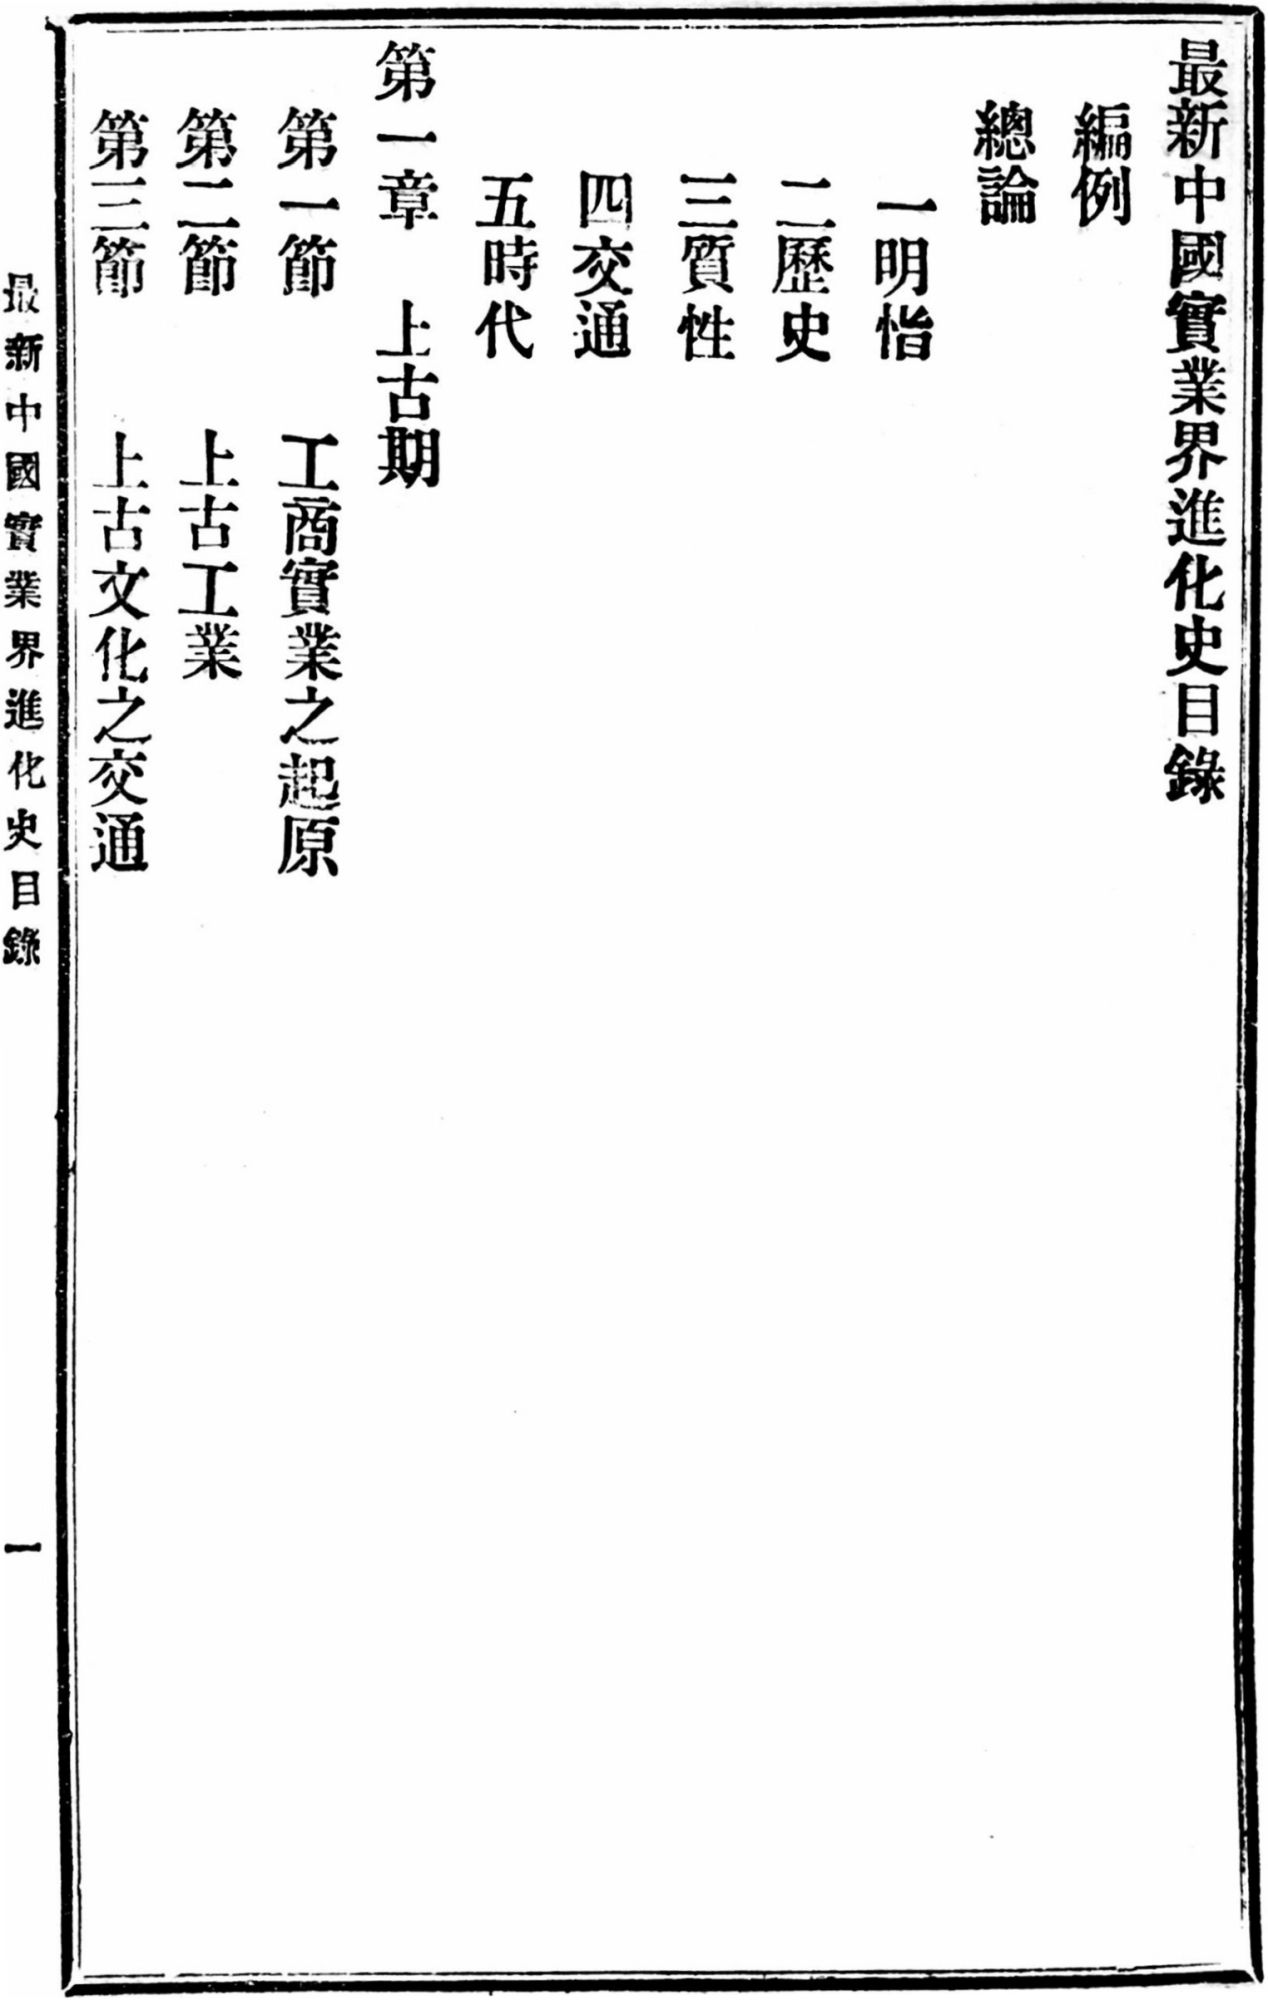 最新中國實業界進化史目錄
編例
總論
一明恉
二歷史
三質性
四交通
五時代
第一章　上古期
第一節　工商實業之起原
第二節　上古工業
第三節　上古文化之交通
最新中國實業界進化史目錄
一